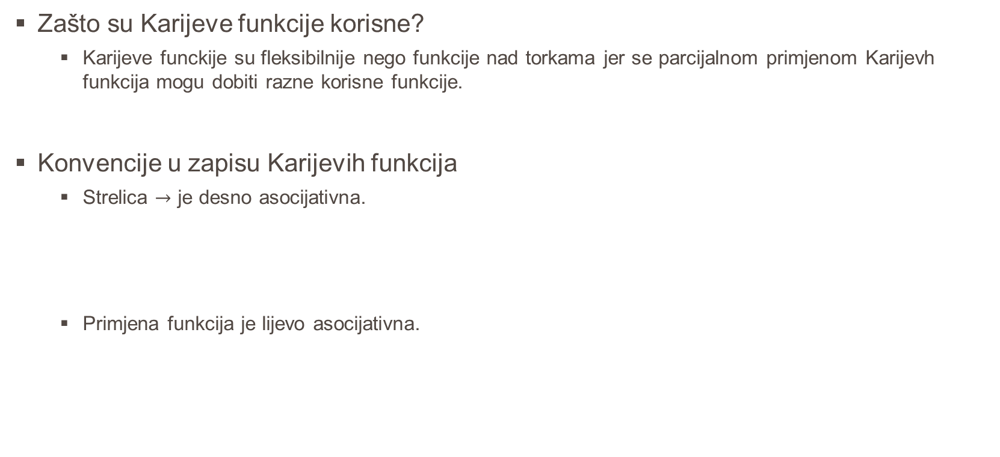 ▪ Zašto su Karijeve funkcije korisne?
▪ Karijeve funckije su fleksibilnije nego funkcije nad torkama jer se parcijalnom primjenom Karijevh
funkcija mogu dobiti razne korisne funkcije.
▪ Konvencije u zapisu Karijevih funkcija
▪ Strelica → je desno asocijativna.
▪ Primjena funkcija je lijevo asocijativna.